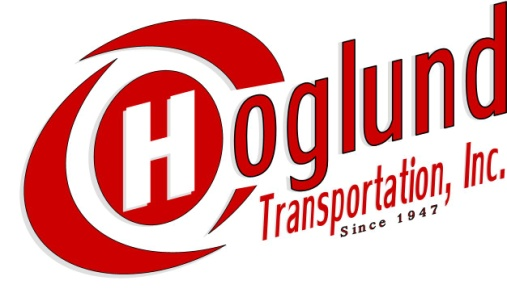 Hoglund
Transportation, Inc.
Since 1947